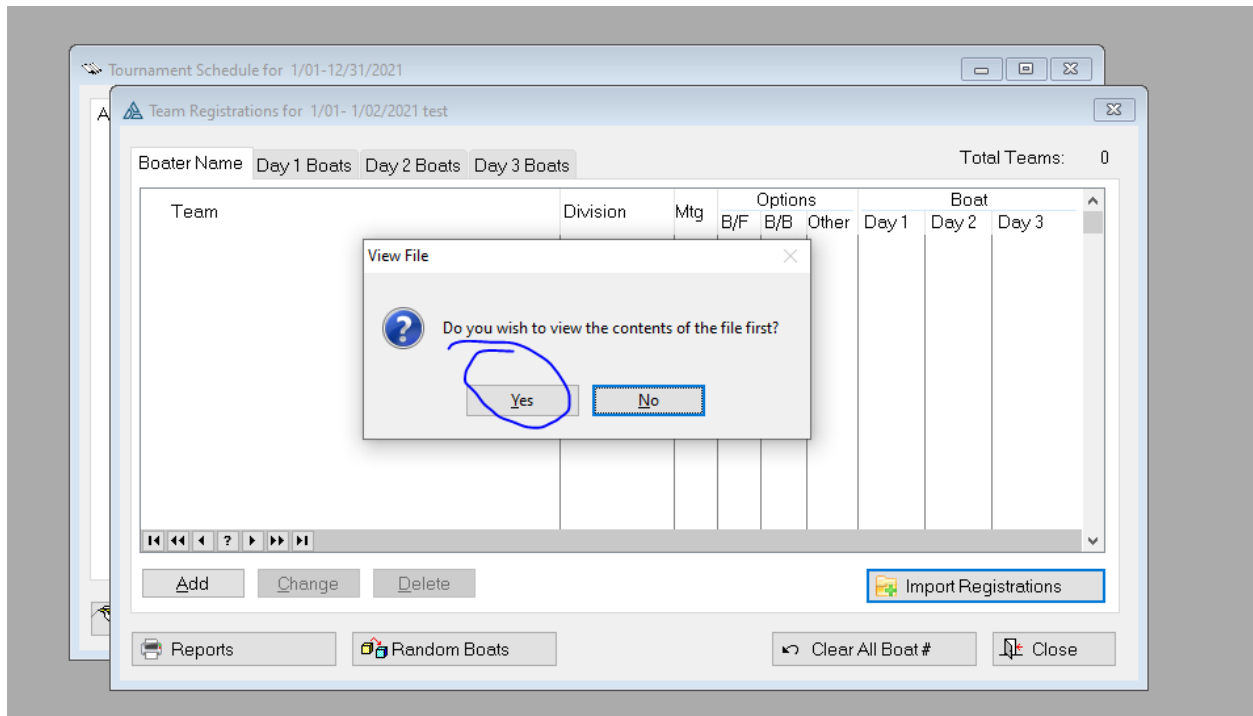 Tournament Schedule for 1/01-12/31/2021
A
Team Registrations for 1/01- 1/02/2021 test
Boater Name Day 1 Boats Day 2 Boats Day 3 Boats Total Teams: 0
Team Division Mtg Options Boat
B/F B/B Other Day 1 Day 2 Day 3
View File
Do you wish to view the contents of the file first?
Yes No
?
Add Change Delete Import Registrations
Reports Random Boats Clear All Boat # Close